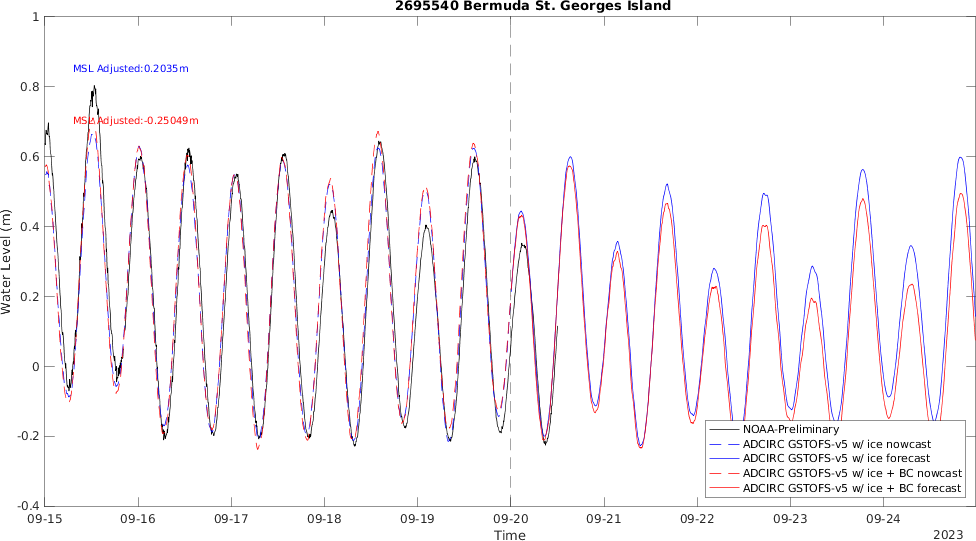 2695540 Bermuda St. Georges Island
1
0.8
0.6
0.4
0.2
0
-0.2
-0.4
Water Level (m)
MSL Adjusted:0.2035m
MSL Adjusted:-0.25049m
NOAA-Preliminary
ADCIRC GSTOFS-v5 w/ ice nowcast
ADCIRC GSTOFS-v5 w/ ice forecast
ADCIRC GSTOFS-v5 w/ ice + BC nowcast
ADCIRC GSTOFS-v5 w/ ice + BC forecast
09-15 09-16 09-17 09-18 09-19 09-20 09-21 09-22 09-23 09-24
Time
2023